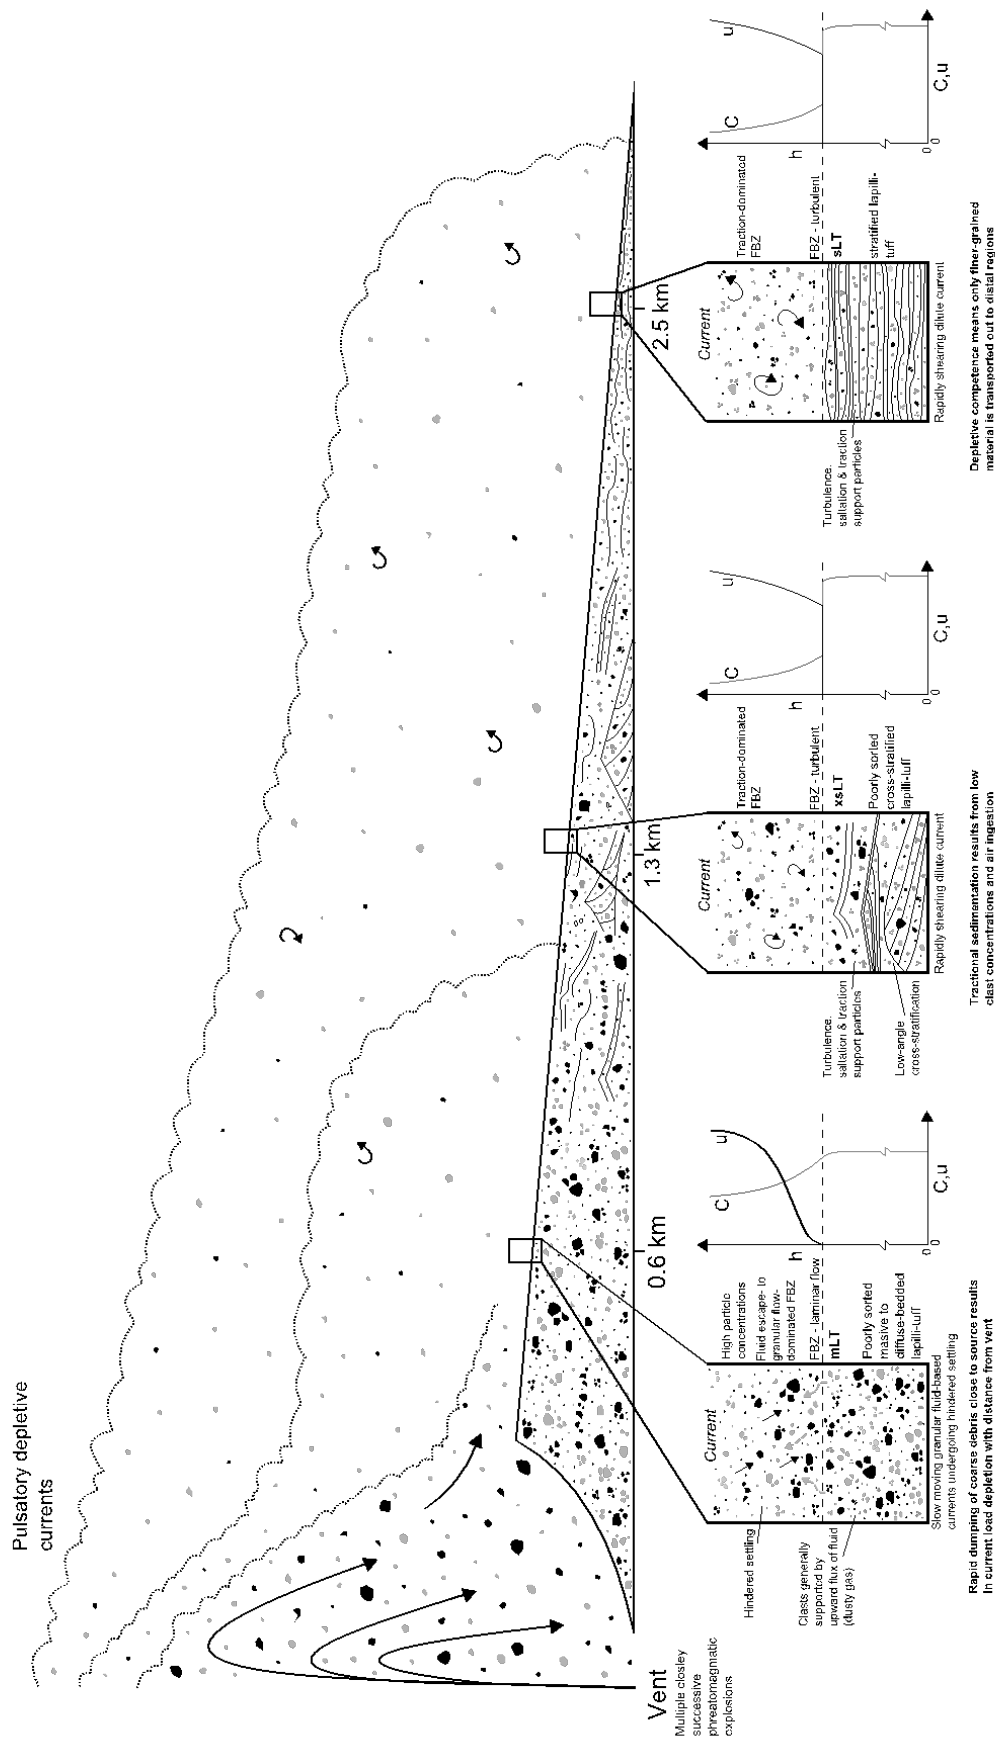 Pulsatory depletive
currents
Vent
Multiple closley
successive
phreatomagmatic
explosions
0.6 km
1.3 km
2.5 km
Hindered settling
Clasts generally
supported by
upward flux of fluid
(dusty gas)
Current
High particle
concentrations
Fluid escape- to
granular flow-
dominated FBZ
FBZ - laminar flow
mLT
Poorly sorted
masive to
diffuse-bedded
lapilli-tuff
Slow moving granular fluid-based
currents undergoing hindered settling
C
u
h
C,u
0
0
Rapid dumping of coarse debris close to source results
In current load depletion with distance from vent
Turbulence,
saltation & traction
support particles
Low-angle
cross-stratification
Current
Traction-dominated
FBZ
FBZ - turbulent
xsLT
Poorly sorted
cross-stratified
lapilli-tuff
Rapidly shearing dilute current
C
u
h
C,u
0
0
Tractional sedimentation results from low
clast concentrations and air ingestion
Turbulence,
saltation & traction
support particles
Current
Traction-dominated
FBZ
FBZ - turbulent
sLT
stratified lapilli-
tuff
Rapidly shearing dilute current
C
u
h
C,u
0
0
Depletive competence means only finer-grained
material is transported out to distal regions